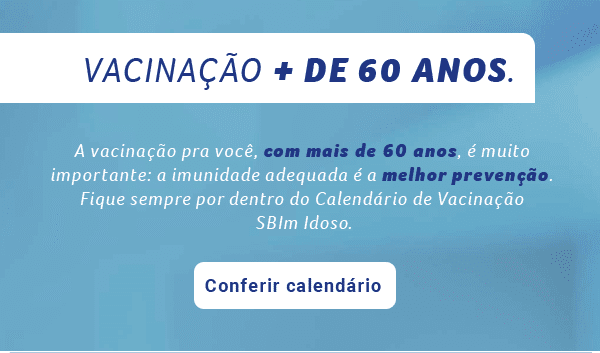 VACINAÇÃO + DE 60 ANOS.
A vacinação pra você, com mais de 60 anos, é muito
importante: a imunidade adequada é a melhor prevenção.
Fique sempre por dentro do Calendário de Vacinação
SBIm Idoso.
Conferir calendário